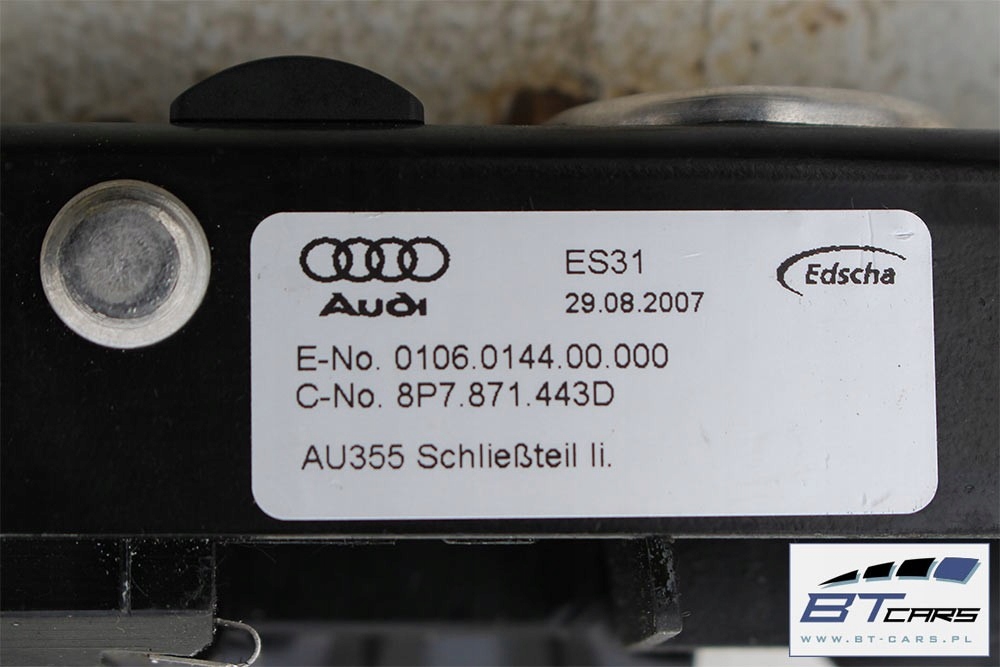 Audi
ES31
29.08.2007
Edscha
E-No. 0106.0144.00.000
C-No. 8P7.871.443D
AU355 Schließteil li.
BT CARS
WWW.BT-CARS.PL